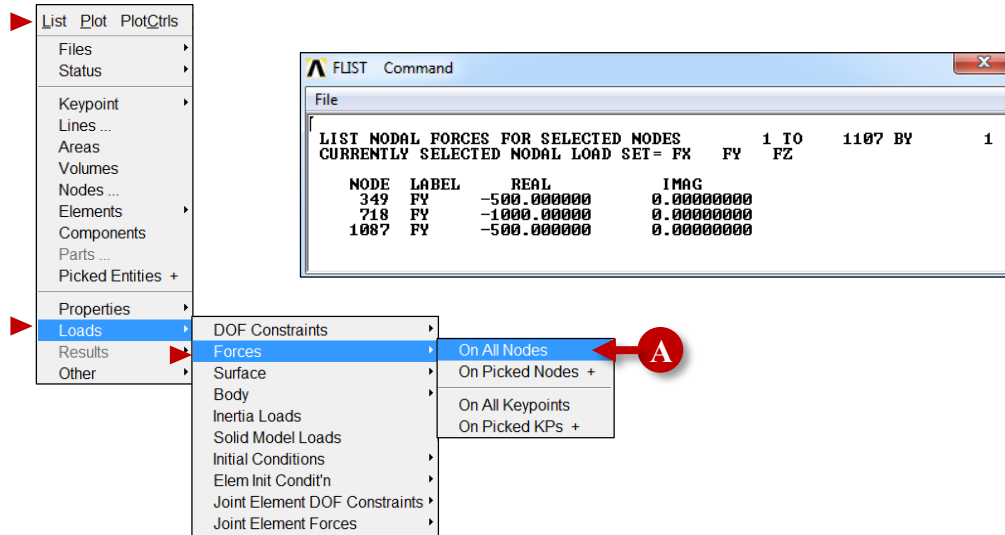 List Plot PlotCtrls
Files
Status
Keypoint
Lines ...
Areas
Volumes
Nodes ...
Elements
Components
Parts ...
Picked Entities +
Properties
Loads
Results
Other
DOF Constraints
Forces
Surface
Body
Inertia Loads
Solid Model Loads
Initial Conditions
Elem Init Condit'n
Joint Element DOF Constraints
Joint Element Forces
On All Nodes
On Picked Nodes +
On All Keypoints
On Picked KPs +
A
FLIST Command
File
LIST NODAL FORCES FOR SELECTED NODES 1 TO 1107 BY 1
CURRENTLY SELECTED NODAL LOAD SET= FX FY FZ
NODE LABEL REAL IMAG
349 FY -500.000000 0.00000000
718 FY -1000.00000 0.00000000
1087 FY -500.000000 0.00000000